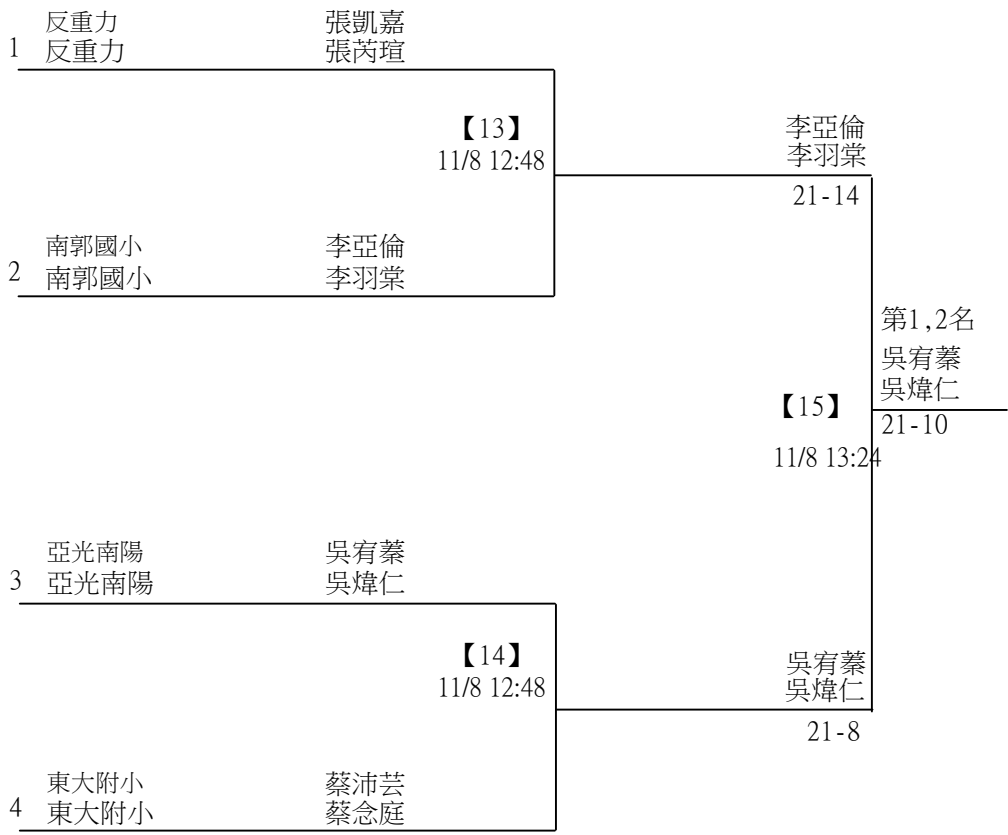 反重力 張凱嘉
1 反重力 張芮瑄
【13】
11/8 12:48
李亞倫
李羽棠
21-14
南郭國小 李亞倫
2 南郭國小 李羽棠
第1,2名
吳宥蓁
吳煒仁
【15】
21-10
11/8 13:24
亞光南陽 吳宥蓁
3 亞光南陽 吳煒仁
【14】
11/8 12:48
吳宥蓁
吳煒仁
21-8
東大附小 蔡沛芸
4 東大附小 蔡念庭